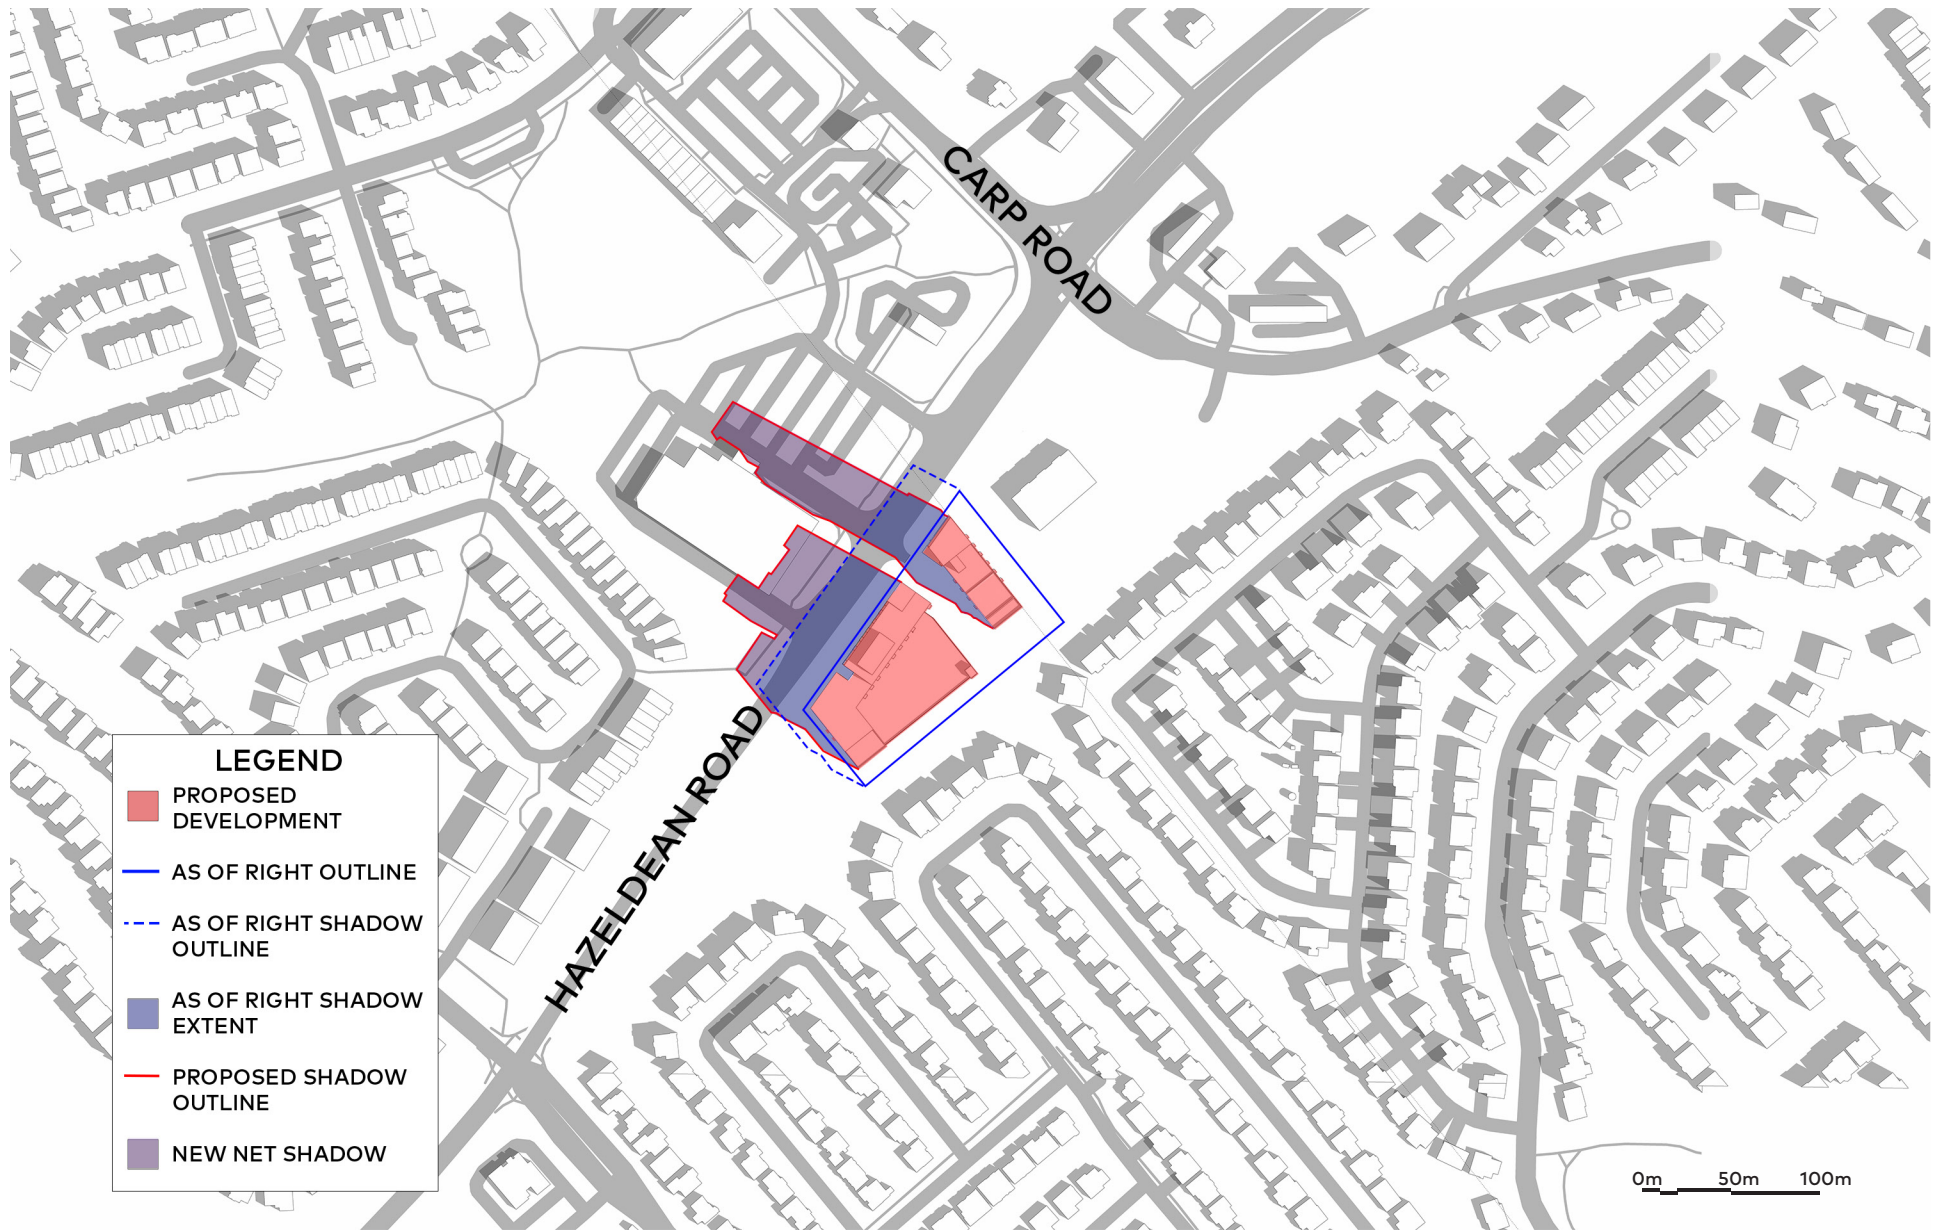 CARP ROAD
HAZELDEAN ROAD
LEGEND
PROPOSED
DEVELOPMENT
AS OF RIGHT OUTLINE
AS OF RIGHT SHADOW
OUTLINE
AS OF RIGHT SHADOW
EXTENT
PROPOSED SHADOW
OUTLINE
NEW NET SHADOW
0m 50m 100m